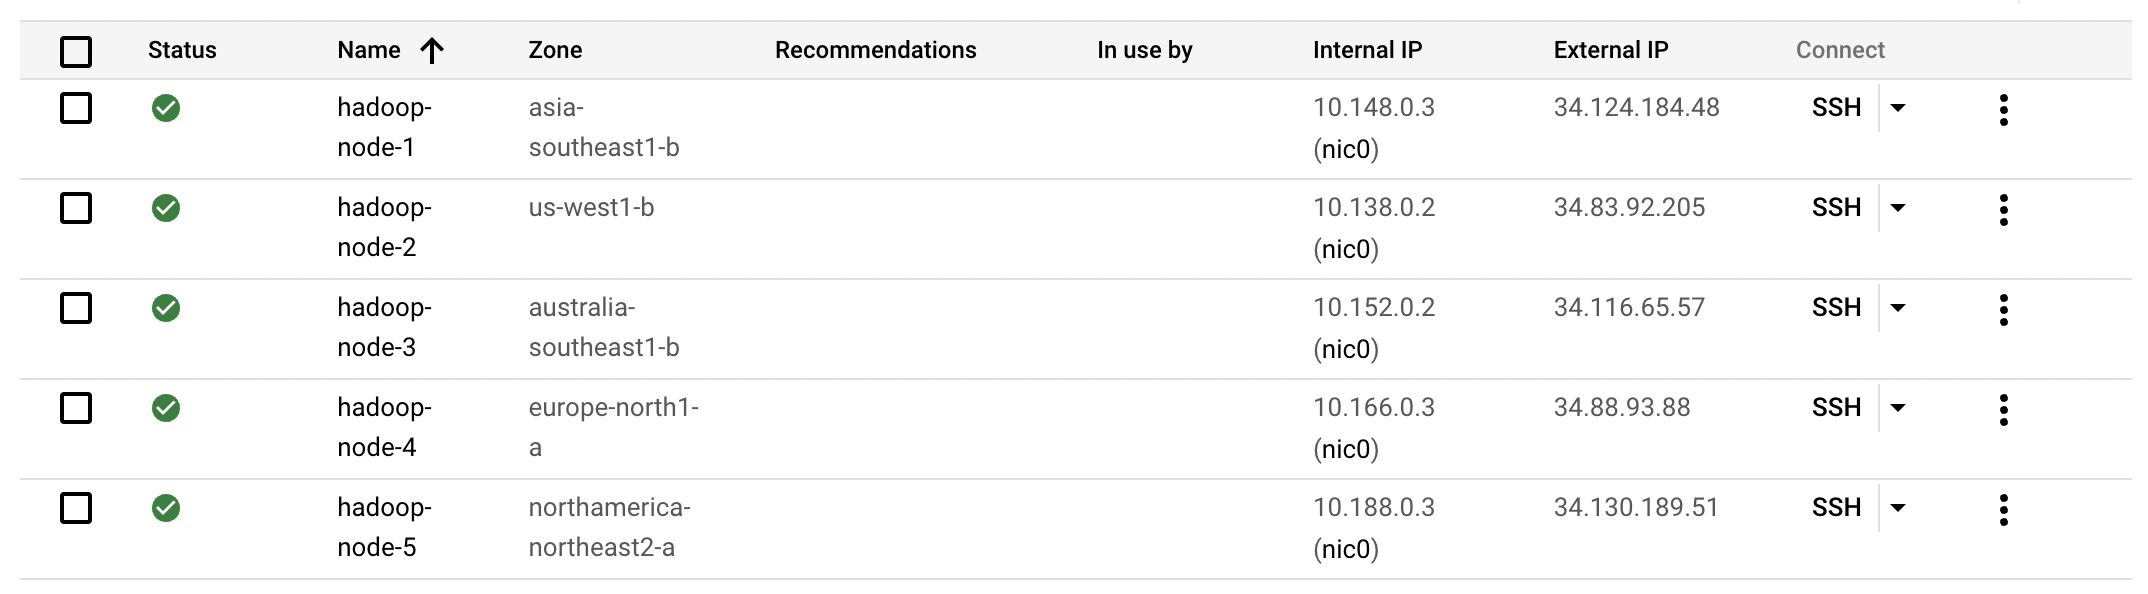 Status Name Zone Recommendations In use by Internal IP External IP Connect
hadoop- asia- 10.148.0.3 34.124.184.48 SSH
node-1 southeast1-b (nic0)
hadoop- us-west1-b 10.138.0.2 34.83.92.205 SSH
node-2 (nic0)
hadoop- australia- 10.152.0.2 34.116.65.57 SSH
node-3 southeast1-b (nic0)
hadoop- europe-north1- 10.166.0.3 34.88.93.88 SSH
node-4 a (nic0)
hadoop- northamerica- 10.188.0.3 34.130.189.51 SSH
node-5 northeast2-a (nic0)